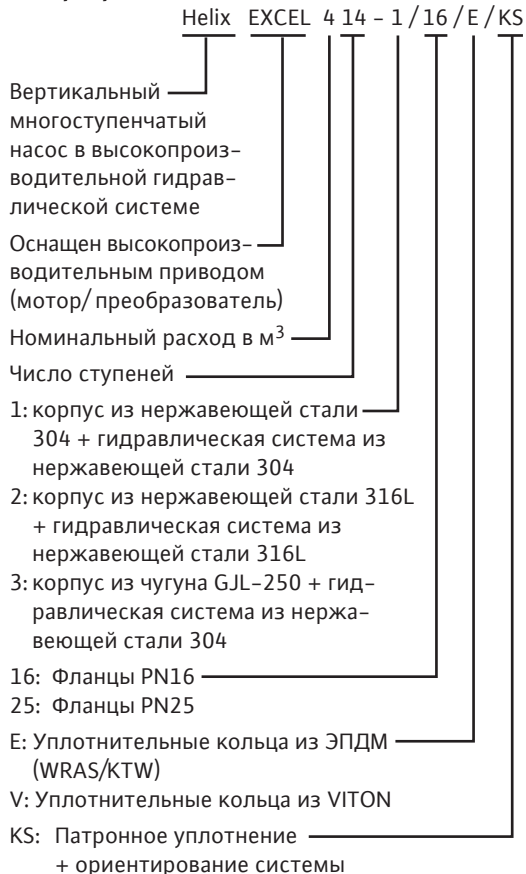 Helix EXCEL 4 14 - 1/16/E/KS
Вертикальный
многоступенчатый
насос в высокопроиз-
водительной гидрав-
лической системе
Оснащен высокопроиз-
водительным приводом
(мотор/преобразователь)
Номинальный расход в м³
Число ступеней
1: корпус из нержавеющей стали
304 + гидравлическая система из
нержавеющей стали 304
2: корпус из нержавеющей стали 316L
+ гидравлическая система из
нержавеющей стали 316L
3: корпус из чугуна GJL-250 + гид-
равлическая система из нержа-
веющей стали 304
16: Фланцы PN16
25: Фланцы PN25
E: Уплотнительные кольца из ЭПДМ
(WRAS/KTW)
V: Уплотнительные кольца из VITON
KS: Патронное уплотнение
+ ориентирование системы